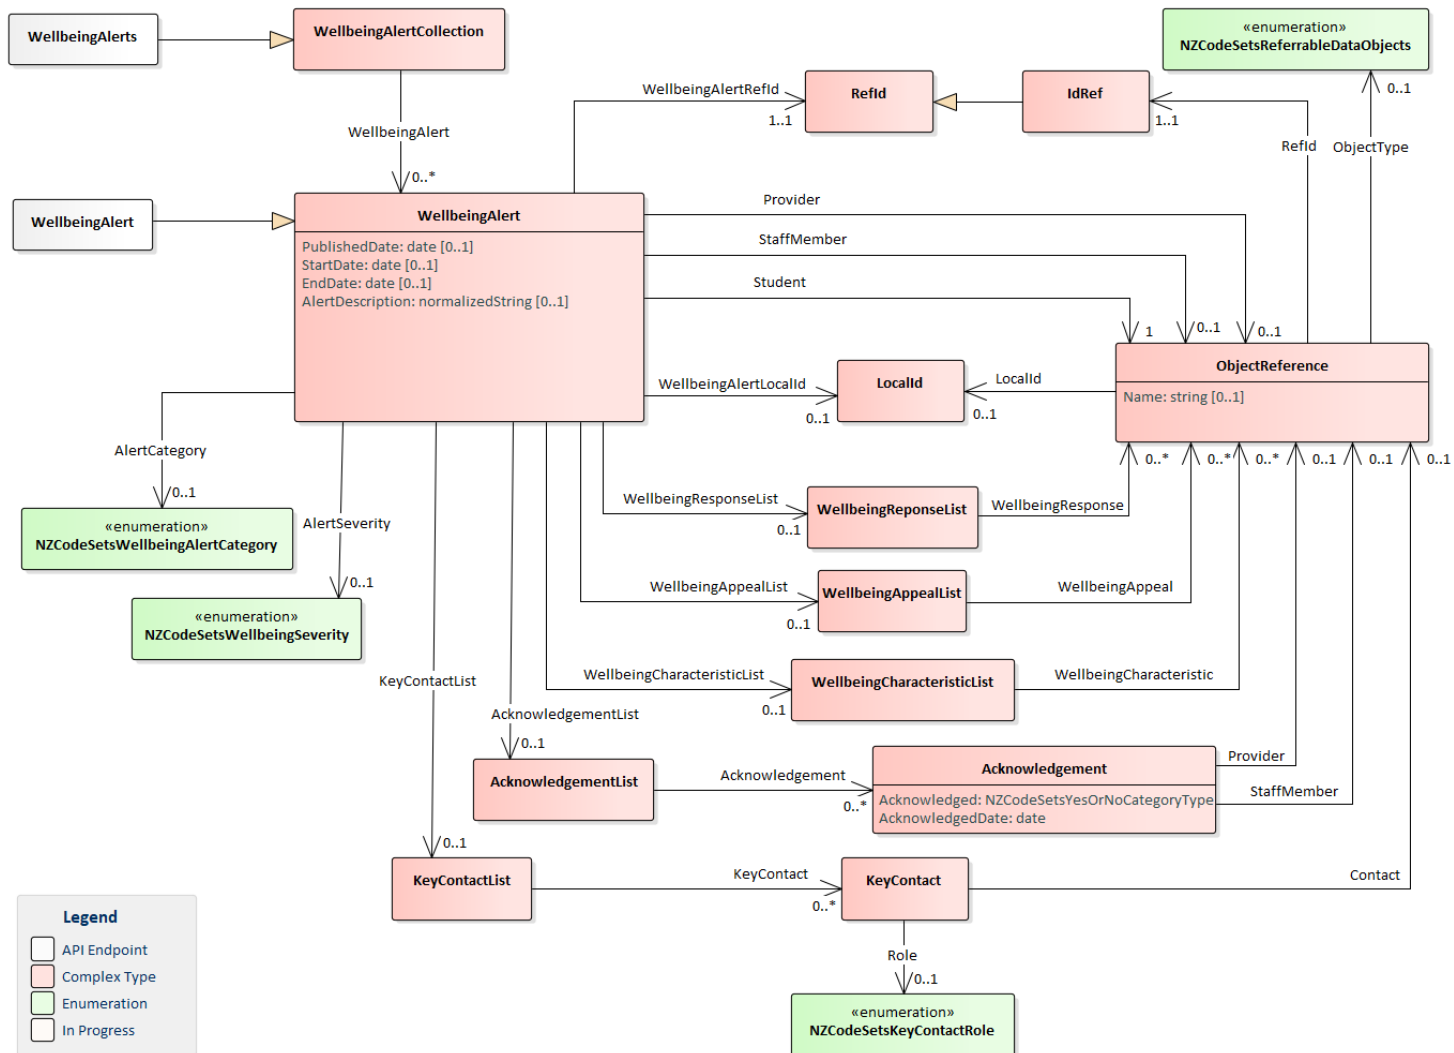 WellbeingAlerts
WellbeingAlertCollection
«enumeration»
NZCodeSetsReferrableDataObjects
WellbeingAlertRefId
RefId
IdRef
0..1
1..1
1..1
WellbeingAlert
RefId
ObjectType
0..*
WellbeingAlert
WellbeingAlert
PublishedDate: date [0..1]
StartDate: date [0..1]
EndDate: date [0..1]
AlertDescription: normalizedString [0..1]
Provider
StaffMember
Student
1
0..1
0..1
ObjectReference
Name: string [0..1]
WellbeingAlertLocalId
0..1
LocalId
LocalId
0..1
AlertCategory
0..1
«enumeration»
NZCodeSetsWellbeingAlertCategory
AlertSeverity
0..1
«enumeration»
NZCodeSetsWellbeingSeverity
0..*
0..*
0..*
0..1
0..1
0..1
WellbeingResponseList
0..1
WellbeingReponseList
WellbeingResponse
WellbeingAppealList
0..1
WellbeingAppealList
WellbeingAppeal
WellbeingCharacteristicList
0..1
WellbeingCharacteristicList
WellbeingCharacteristic
KeyContactList
AcknowledgementList
0..1
AcknowledgementList
Acknowledgement
0..*
Acknowledgement
Acknowledged: NZCodeSetsYesOrNoCategoryType
AcknowledgedDate: date
Provider
StaffMember
0..1
KeyContactList
KeyContact
0..*
KeyContact
Contact
Role
0..1
«enumeration»
NZCodeSetsKeyContactRole
Legend
API Endpoint
Complex Type
Enumeration
In Progress